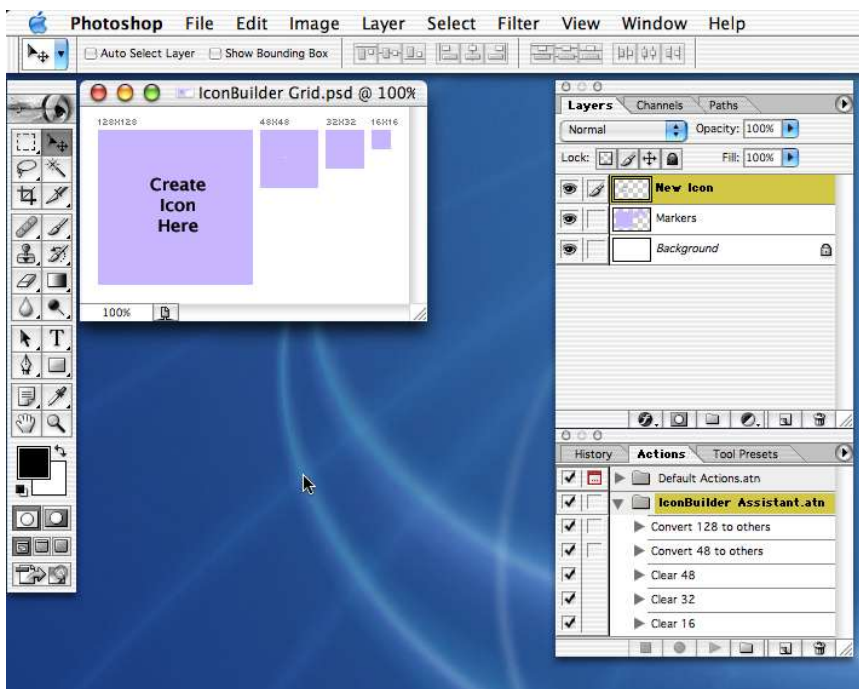 Photoshop File Edit Image Layer Select Filter View Window Help
Auto Select Layer Show Bounding Box
IconBuilder Grid.psd @ 100%
128X128 48X48 32X32 16X16
Create
Icon
Here
100%
Layers Channels Paths
Normal Opacity: 100%
Lock: Fill: 100%
New Icon
Markers
Background
History Actions Tool Presets
Default Actions.atn
IconBuilder Assistant.atn
Convert 128 to others
Convert 48 to others
Clear 48
Clear 32
Clear 16